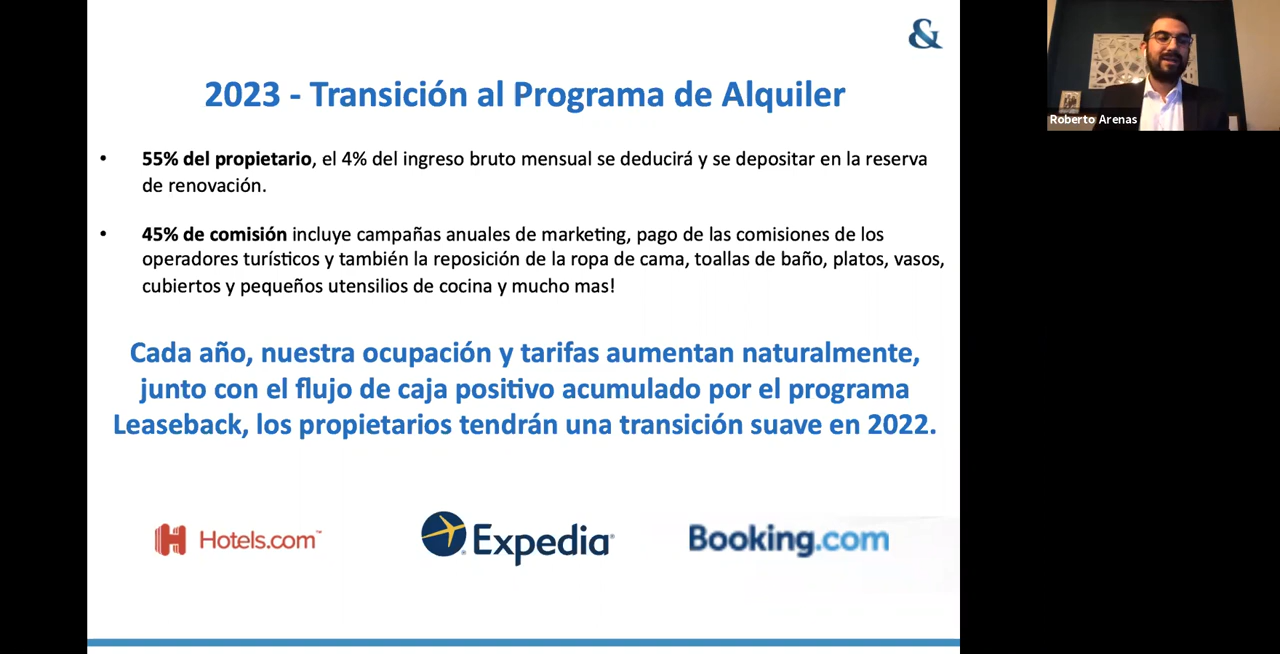 &
2023 - Transición al Programa de Alquiler
• 55% del propietario, el 4% del ingreso bruto mensual se deducirá y se depositar en la reserva
de renovación.
• 45% de comisión incluye campañas anuales de marketing, pago de las comisiones de los
operadores turísticos y también la reposición de la ropa de cama, toallas de baño, platos, vasos,
cubiertos y pequeños utensilios de cocina y mucho mas!
Cada año, nuestra ocupación y tarifas aumentan naturalmente,
junto con el flujo de caja positivo acumulado por el programa
Leaseback, los propietarios tendrán una transición suave en 2022.
Hotels.com™
Expedia®
Booking.com
Roberto Arenas